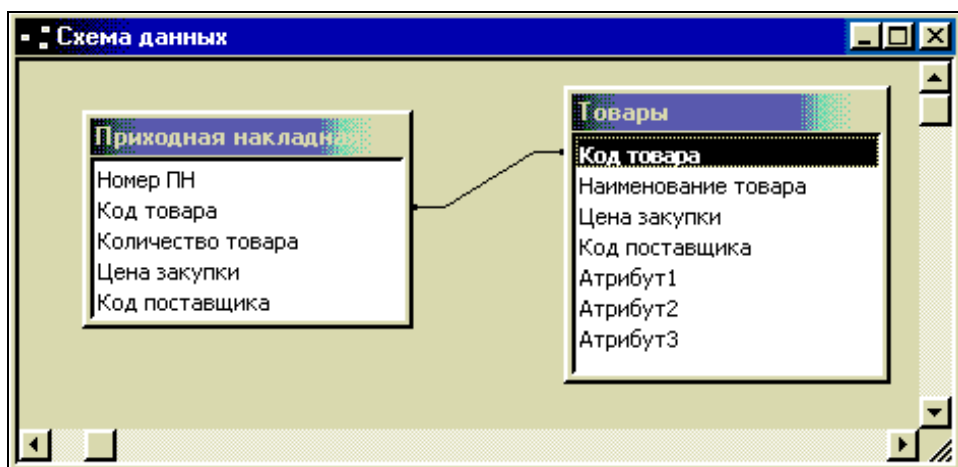 Схема данных
Приходная накладная
Номер ПН
Код товара
Количество товара
Цена закупки
Код поставщика
Товары
Код товара
Наименование товара
Цена закупки
Код поставщика
Атрибут1
Атрибут2
Атрибут3